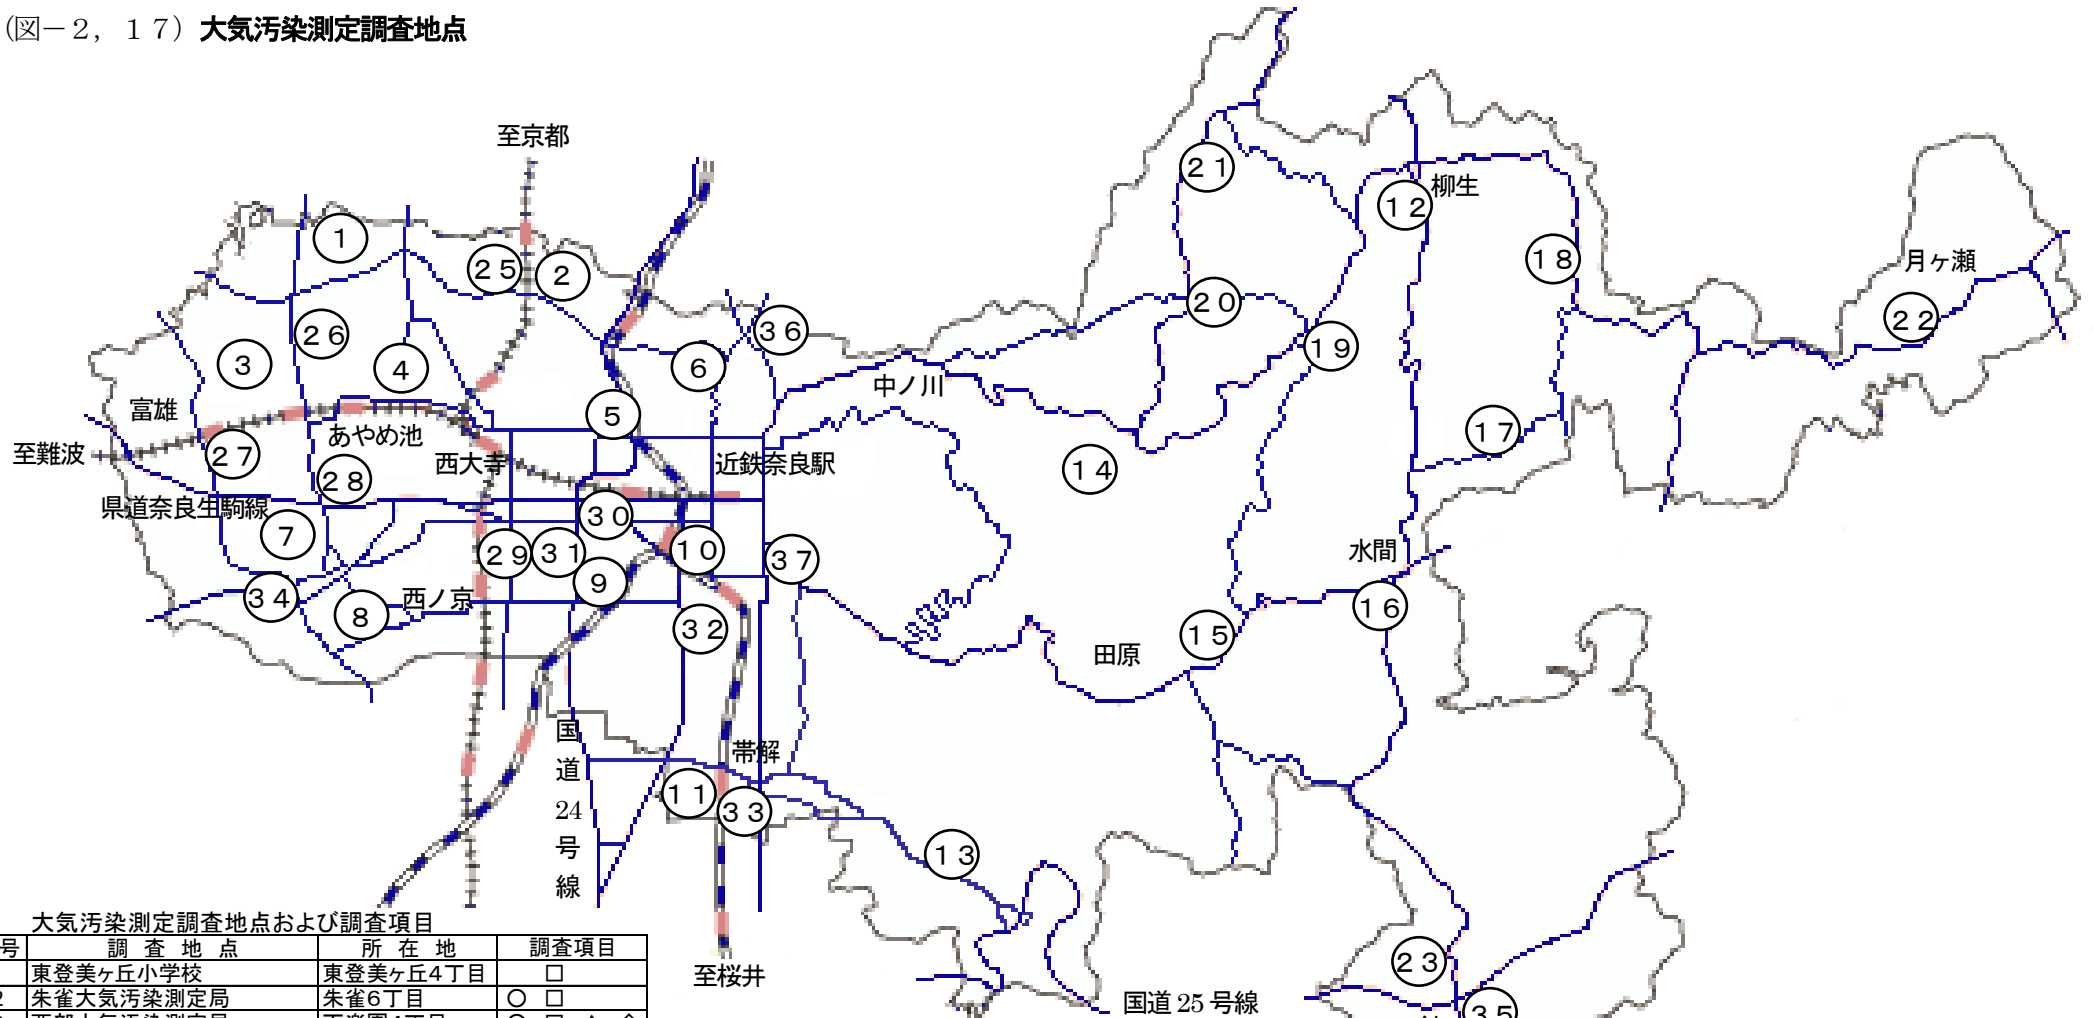 (図－２，１７) 大気汚染測定調査地点
至京都
21
柳生
12
1
25
2
18
月ヶ瀬
20
22
26
36
19
3
4
6
中ノ川
富雄
5
あやめ池
17
至難波
27
西大寺
近鉄奈良駅
14
28
県道奈良生駒線
30
7
29
31
10
水間
37
9
34
西ノ京
16
8
32
15
田原
国道24号線
帯解
11
33
13
大気汚染測定調査地点および調査項目
号 調査地点 所在地 調査項目
東登美ヶ丘小学校 東登美ヶ丘4丁目 □
2 朱雀大気汚染測定局 朱雀6丁目 ○ □
23
至桜井
国道25号線
35